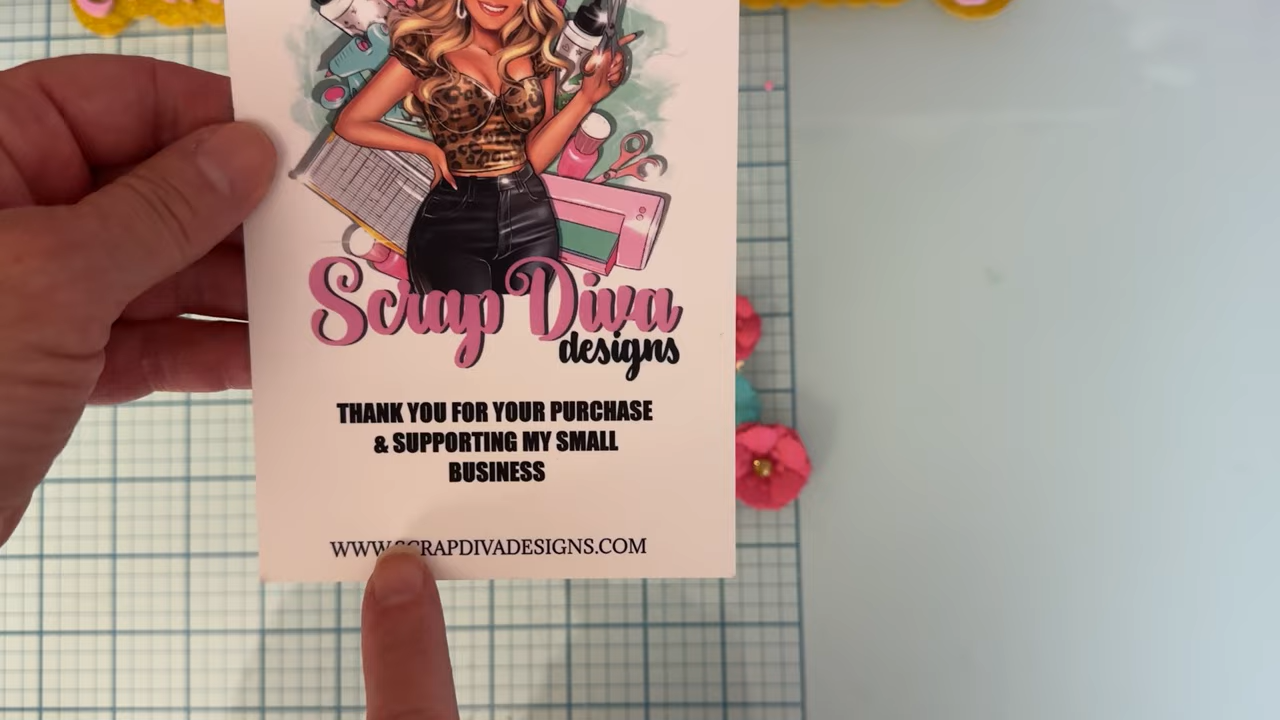 Scrap Diva
designs
THANK YOU FOR YOUR PURCHASE
& SUPPORTING MY SMALL
BUSINESS
WWW.SCRAPDIVADESIGNS.COM